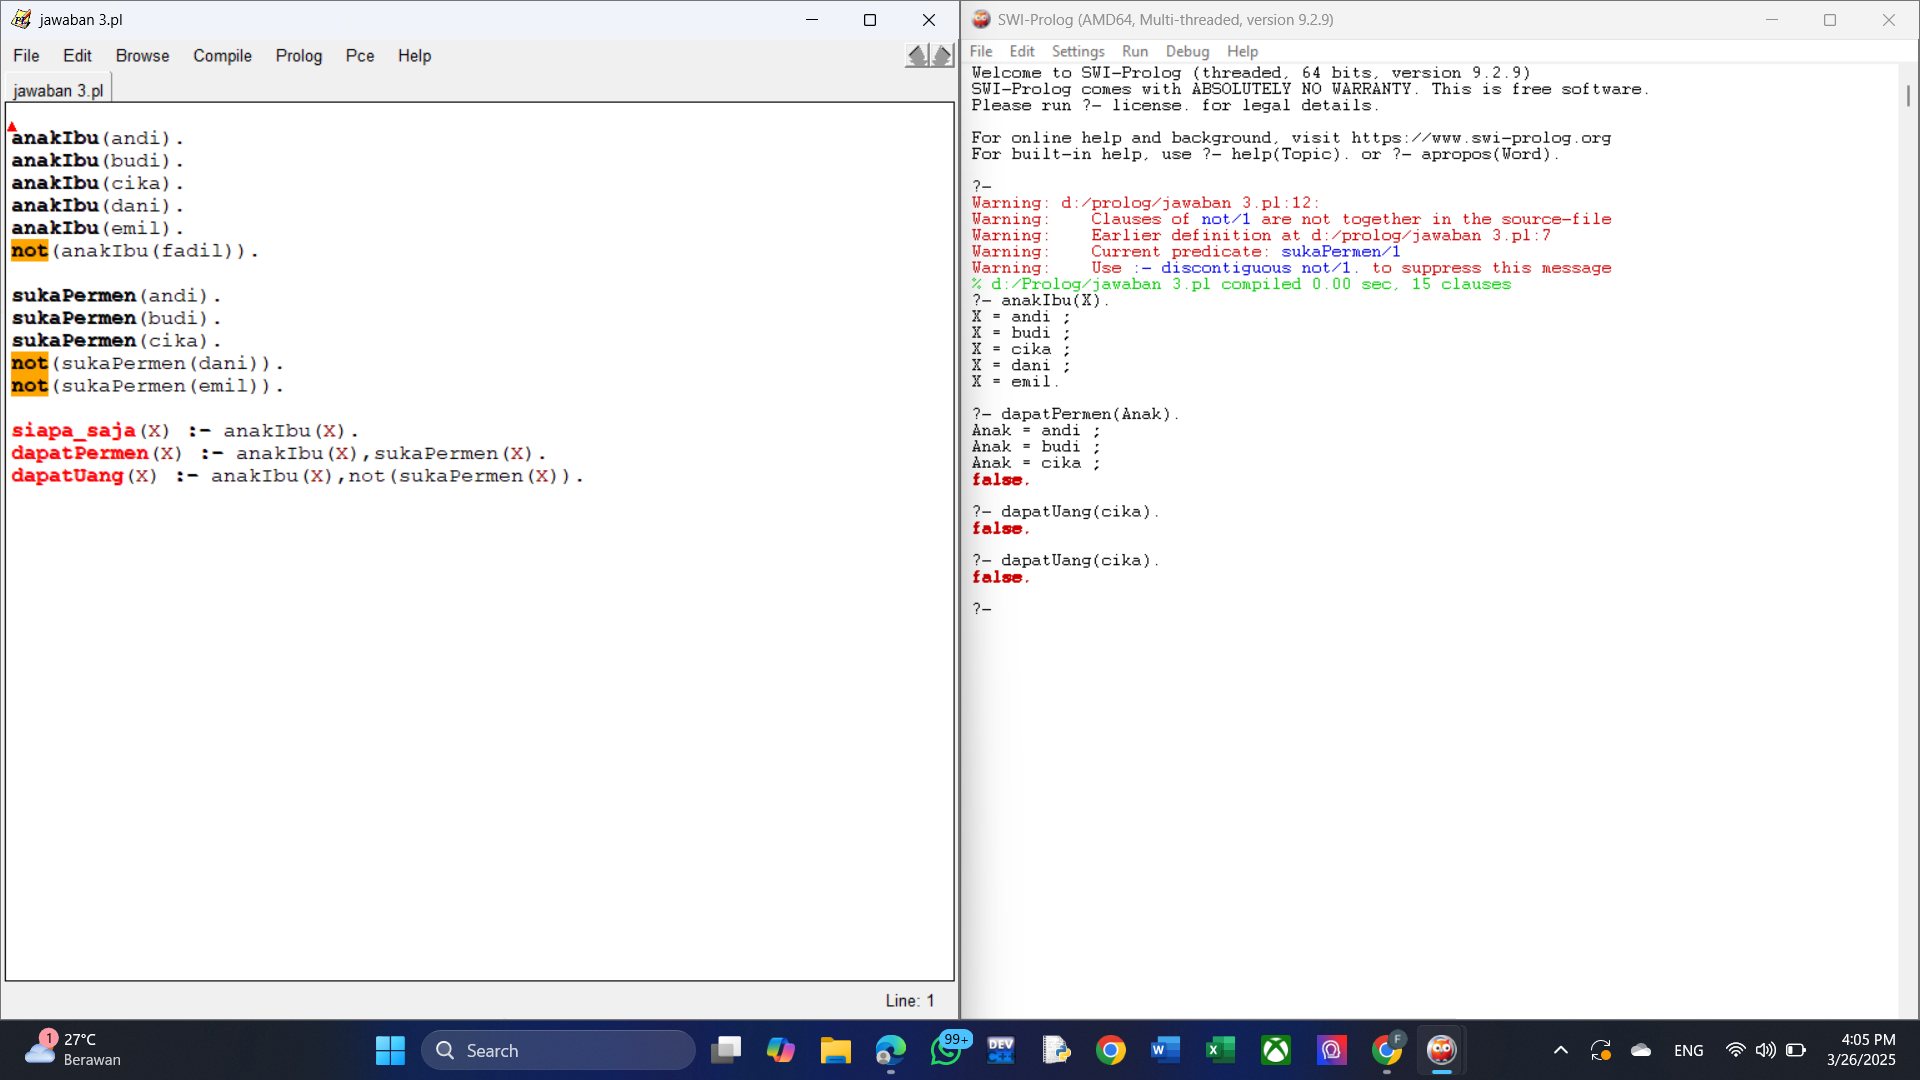 jawaban 3.pl
File Edit Browse Compile Prolog Pce Help
jawaban 3.pl
anakIbu(andi).
anakIbu(budi).
anakIbu(cika).
anakIbu(dani).
anakIbu(emil).
not(anakIbu(fadil)).
sukaPermen(andi).
sukaPermen(budi).
sukaPermen(cika).
not(sukaPermen(dani)).
not(sukaPermen(emil)).
siapa_saja(X) :- anakIbu(X).
dapatPermen(X) :- anakIbu(X),sukaPermen(X).
dapatUang(X) :- anakIbu(X),not(sukaPermen(X)).
Line: 1
SWI-Prolog (AMD64, Multi-threaded, version 9.2.9)
File Edit Settings Run Debug Help
Welcome to SWI-Prolog (threaded, 64 bits, version 9.2.9)
SWI-Prolog comes with ABSOLUTELY NO WARRANTY. This is free software.
Please run ?- license. for legal details.
For online help and background, visit https://www.swi-prolog.org
For built-in help, use ?- help(Topic). or ?- apropos(Word).
?-
Warning: d:/prolog/jawaban 3.pl:12:
Warning:    Clauses of not/1 are not together in the source-file
Warning:    Earlier definition at d:/prolog/jawaban 3.pl:7
Warning:    Current predicate: sukaPermen/1
Warning:    Use :- discontiguous not/1. to suppress this message
% d:/Prolog/jawaban 3.pl compiled 0.00 sec, 15 clauses
?- anakIbu(X).
X = andi ;
X = budi ;
X = cika ;
X = dani ;
X = emil.
?- dapatPermen(Anak).
Anak = andi ;
Anak = budi ;
Anak = cika ;
false.
?- dapatUang(cika).
false.
?- dapatUang(cika).
false.
?-
1
27°C
Berawan
Search
99+
DEV
F
ENG
4:05 PM
3/26/2025